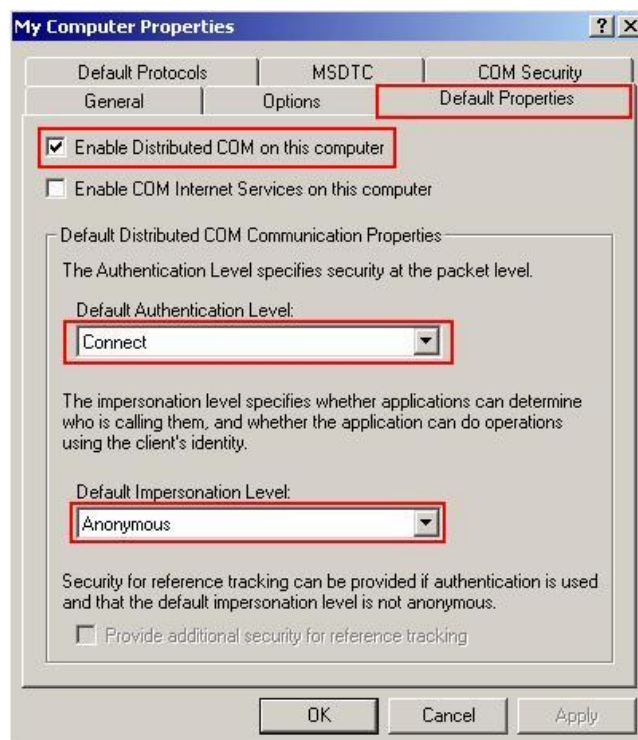 My Computer Properties
Default Protocols
MSDTC
COM Security
General
Options
Default Properties
Enable Distributed COM on this computer
Enable COM Internet Services on this computer
Default Distributed COM Communication Properties
The Authentication Level specifies security at the packet level.
Default Authentication Level:
Connect
The impersonation level specifies whether applications can determine
who is calling them, and whether the application can do operations
using the client's identity.
Default Impersonation Level:
Anonymous
Security for reference tracking can be provided if authentication is used
and that the default impersonation level is not anonymous.
Provide additional security for reference tracking
OK
Cancel
Apply